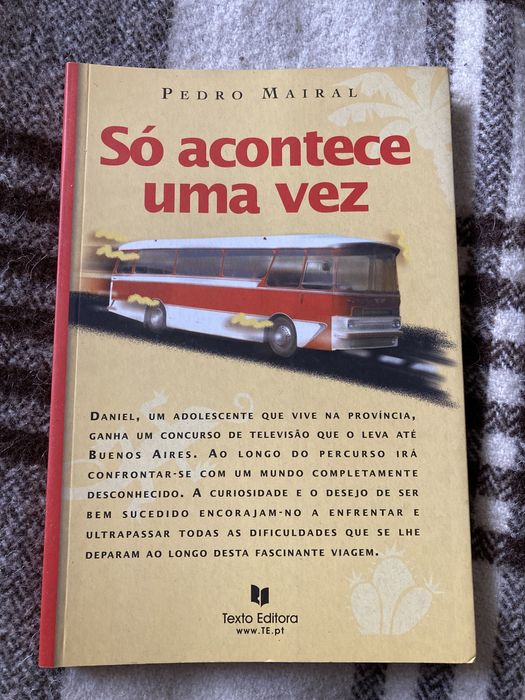 PEDRO MAIRAL
Só acontece
uma vez
DANIEL, UM ADOLESCENTE QUE VIVE NA PROVÍNCIA,
GANHA UM CONCURSO DE TELEVISÃO QUE O LEVA ATÉ
BUENOS AIRES. AO LONGO DO PERCURSO IRÁ
CONFRONTAR-SE COM UM MUNDO COMPLETAMENTE
DESCONHECIDO. A CURIOSIDADE E O DESEJO DE SER
BEM SUCEDIDO ENCORAJAM-NO A ENFRENTAR E
ULTRAPASSAR TODAS AS DIFICULDADES QUE SE LHE
DEPARAM AO LONGO DESTA FASCINANTE VIAGEM.
Texto Editora
www.TE.pt